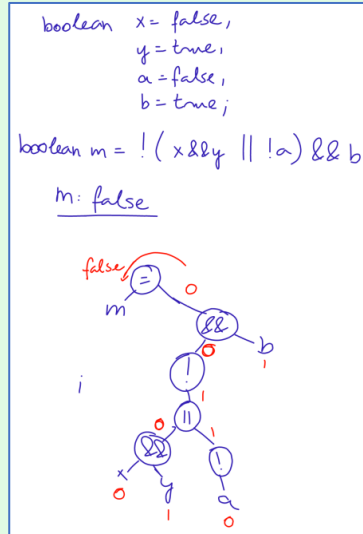 boolean x = false,
y = true,
a = false,
b = true;
boolean m = !( x&&y || !a) && b
m: false
false
=
0
m
&&
0
b
1
!
i
1
||
0
1
&&
!
x
y
a
0
1
0